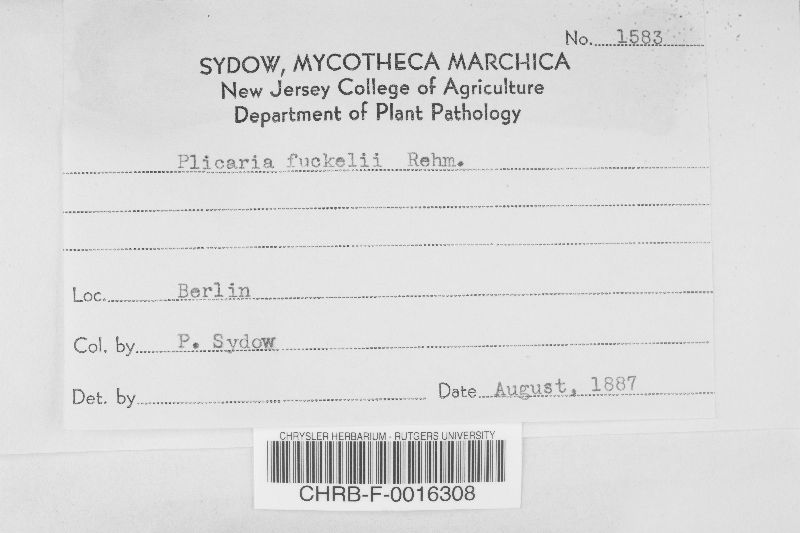 No. 1583
SYDOW, MYCOTHECA MARCHICA
New Jersey College of Agriculture
Department of Plant Pathology
Plicaria fuckelii Rehm.
Loc. Berlin
Col. by P. Sydow
Det. by
Date August, 1887
CHRYSLER HERBARIUM - RUTGERS UNIVERSITY
CHRB-F-0016308